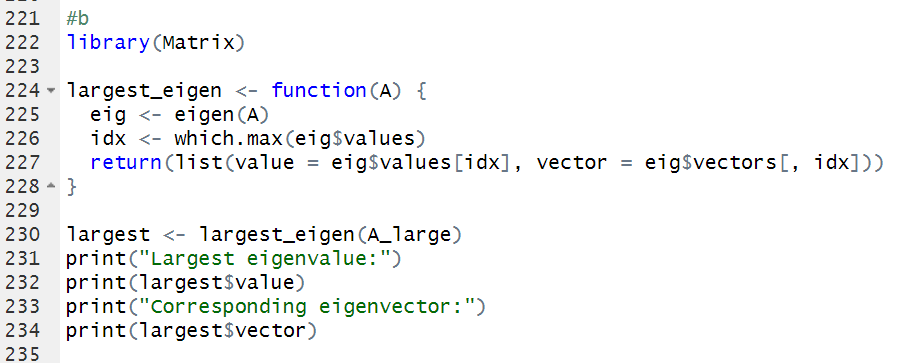 221 #b
222 library(Matrix)
223
224 largest_eigen <- function(A) {
225   eig <- eigen(A)
226   idx <- which.max(eig$values)
227   return(list(value = eig$values[idx], vector = eig$vectors[, idx]))
228 }
229
230 largest <- largest_eigen(A_large)
231 print("Largest eigenvalue:")
232 print(largest$value)
233 print("Corresponding eigenvector:")
234 print(largest$vector)
235